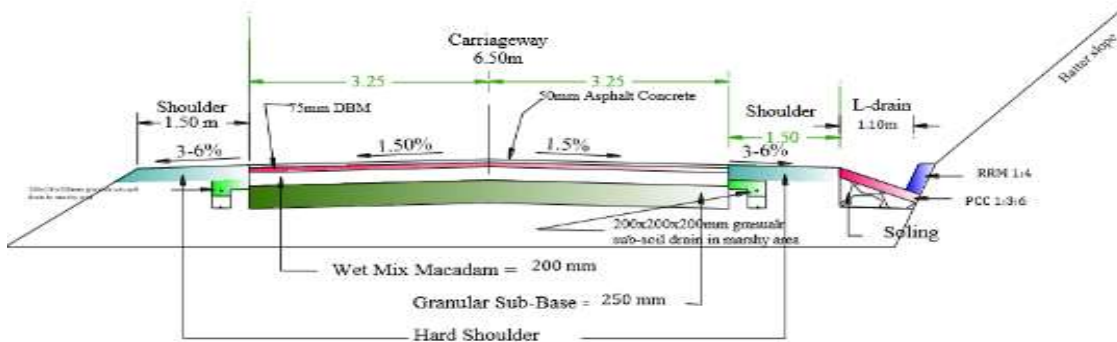 Carriageway
6.50m
3.25
3.25
Batter slope
Shoulder
1.50 m
75mm DBM
50mm Asphalt Concrete
Shoulder
1.50
L-drain
1.10m
3-6%
1.50%
1.5%
3-6%
RRM 1:4
PCC 1:3:6
200x200x200mm granualr
sub-soil drain in marshy area
Soling
Wet Mix Macadam = 200 mm
Granular Sub-Base = 250 mm
Hard Shoulder